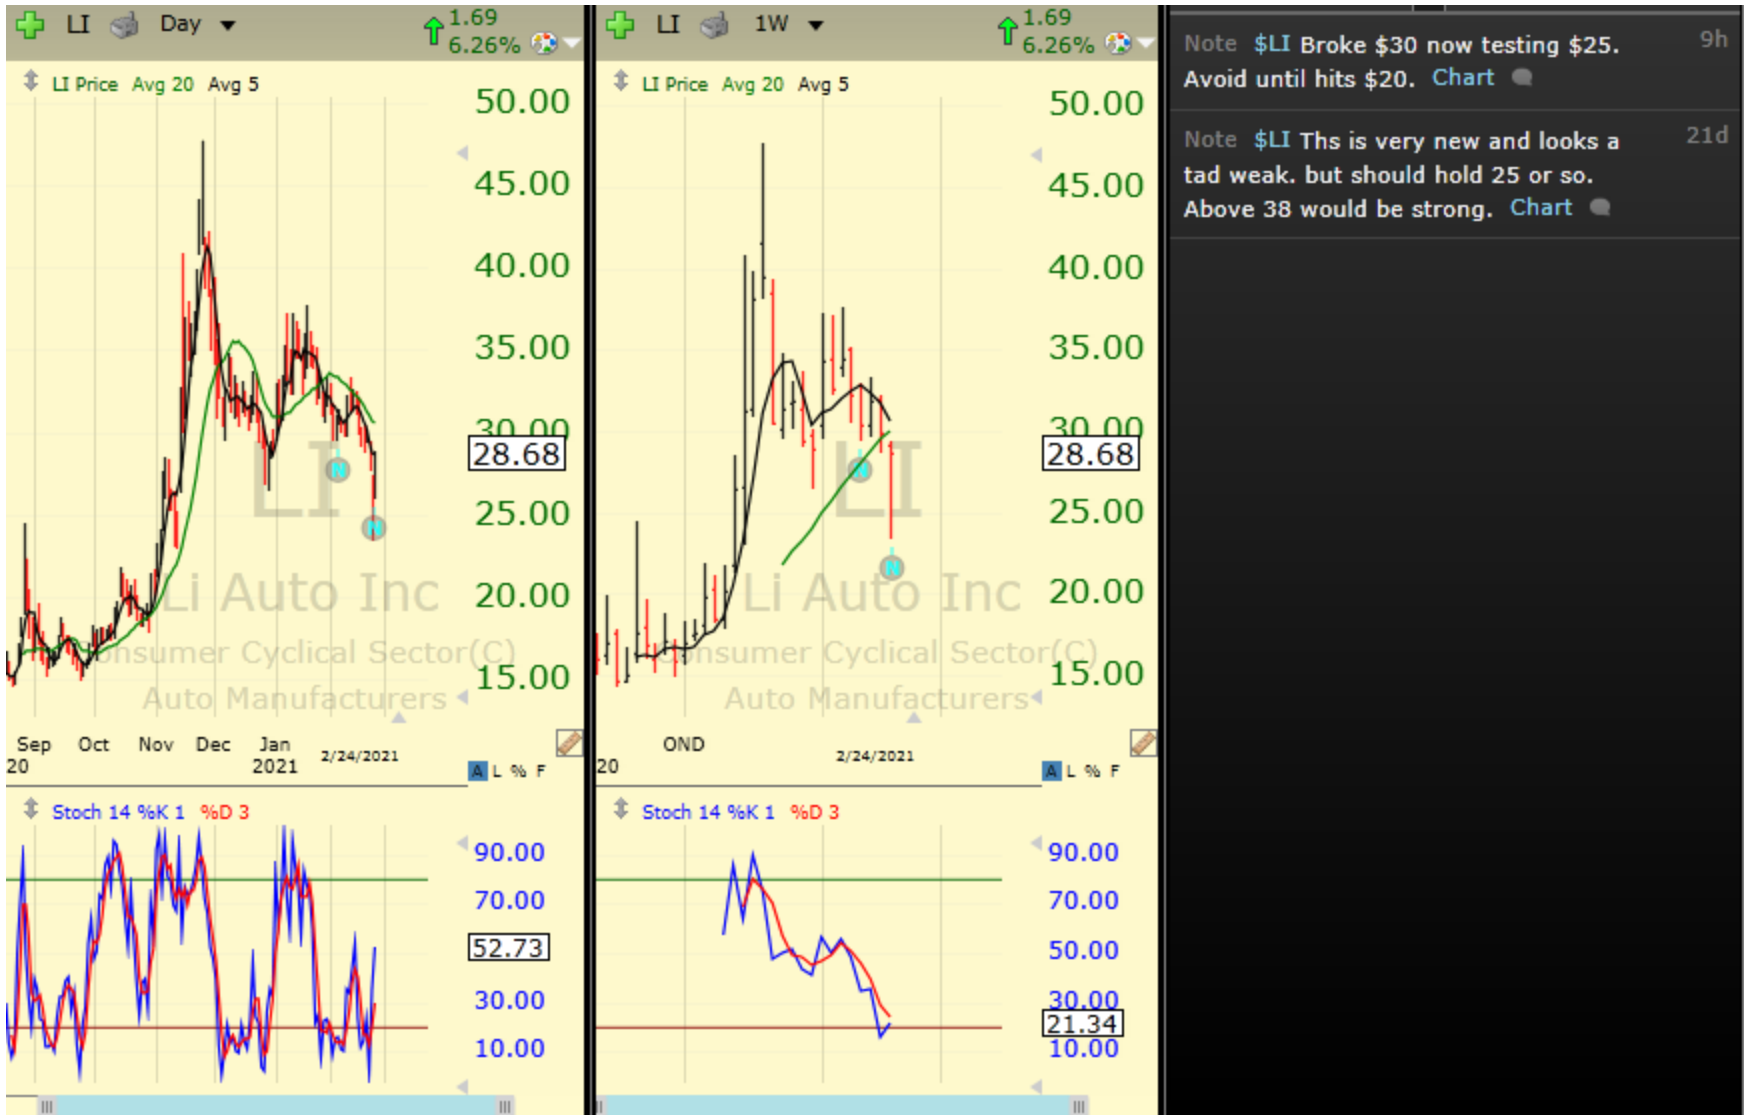 LI Day 1.69
6.26%
LI Price Avg 20 Avg 5
50.00
45.00
40.00
35.00
30.00
28.68
25.00
20.00
15.00
LI
Li Auto Inc
Consumer Cyclical Sector(C)
Auto Manufacturers
N
N
Sep Oct Nov Dec Jan 2/24/2021
20 2021
A L % F
Stoch 14 %K 1 %D 3
90.00
70.00
52.73
50.00
30.00
10.00
LI 1W 1.69
6.26%
LI Price Avg 20 Avg 5
50.00
45.00
40.00
35.00
30.00
28.68
25.00
20.00
15.00
LI
Li Auto Inc
Consumer Cyclical Sector(C)
Auto Manufacturers
N
N
OND 2/24/2021
20
A L % F
Stoch 14 %K 1 %D 3
90.00
70.00
50.00
30.00
21.34
10.00
Note $LI Broke $30 now testing $25. 9h
Avoid until hits $20. Chart
Note $LI Ths is very new and looks a 21d
tad weak. but should hold 25 or so.
Above 38 would be strong. Chart